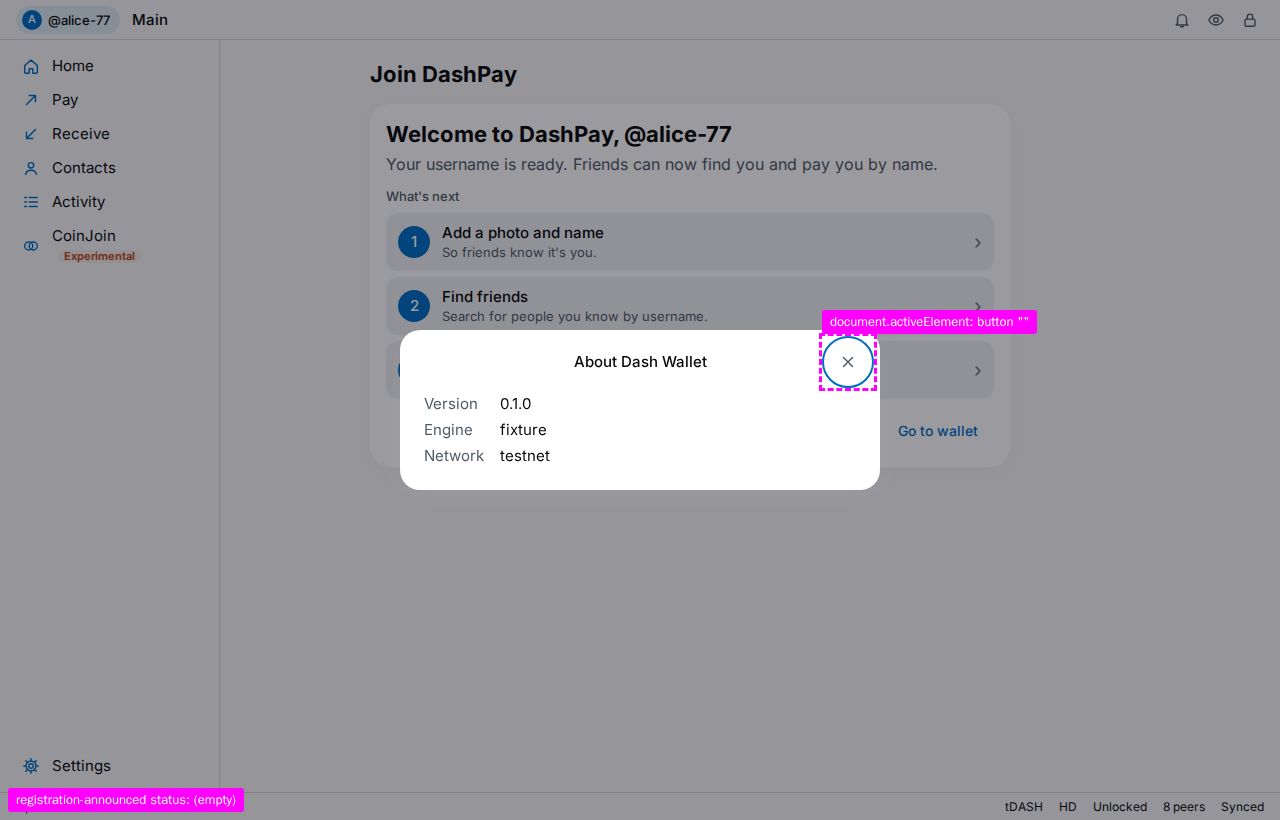 A @alice-77 Main
Home
Pay
Receive
Contacts
Activity
CoinJoin
Experimental
Settings
Join DashPay
Welcome to DashPay, @alice-77
Your username is ready. Friends can now find you and pay you by name.
What's next
1 Add a photo and name
So friends know it's you.
2 Find friends
Search for people you know by username.
document.activeElement: button ""
About Dash Wallet
Version 0.1.0
Engine fixture
Network testnet
Go to wallet
registration-announced status: (empty)
tDASH HD Unlocked 8 peers Synced